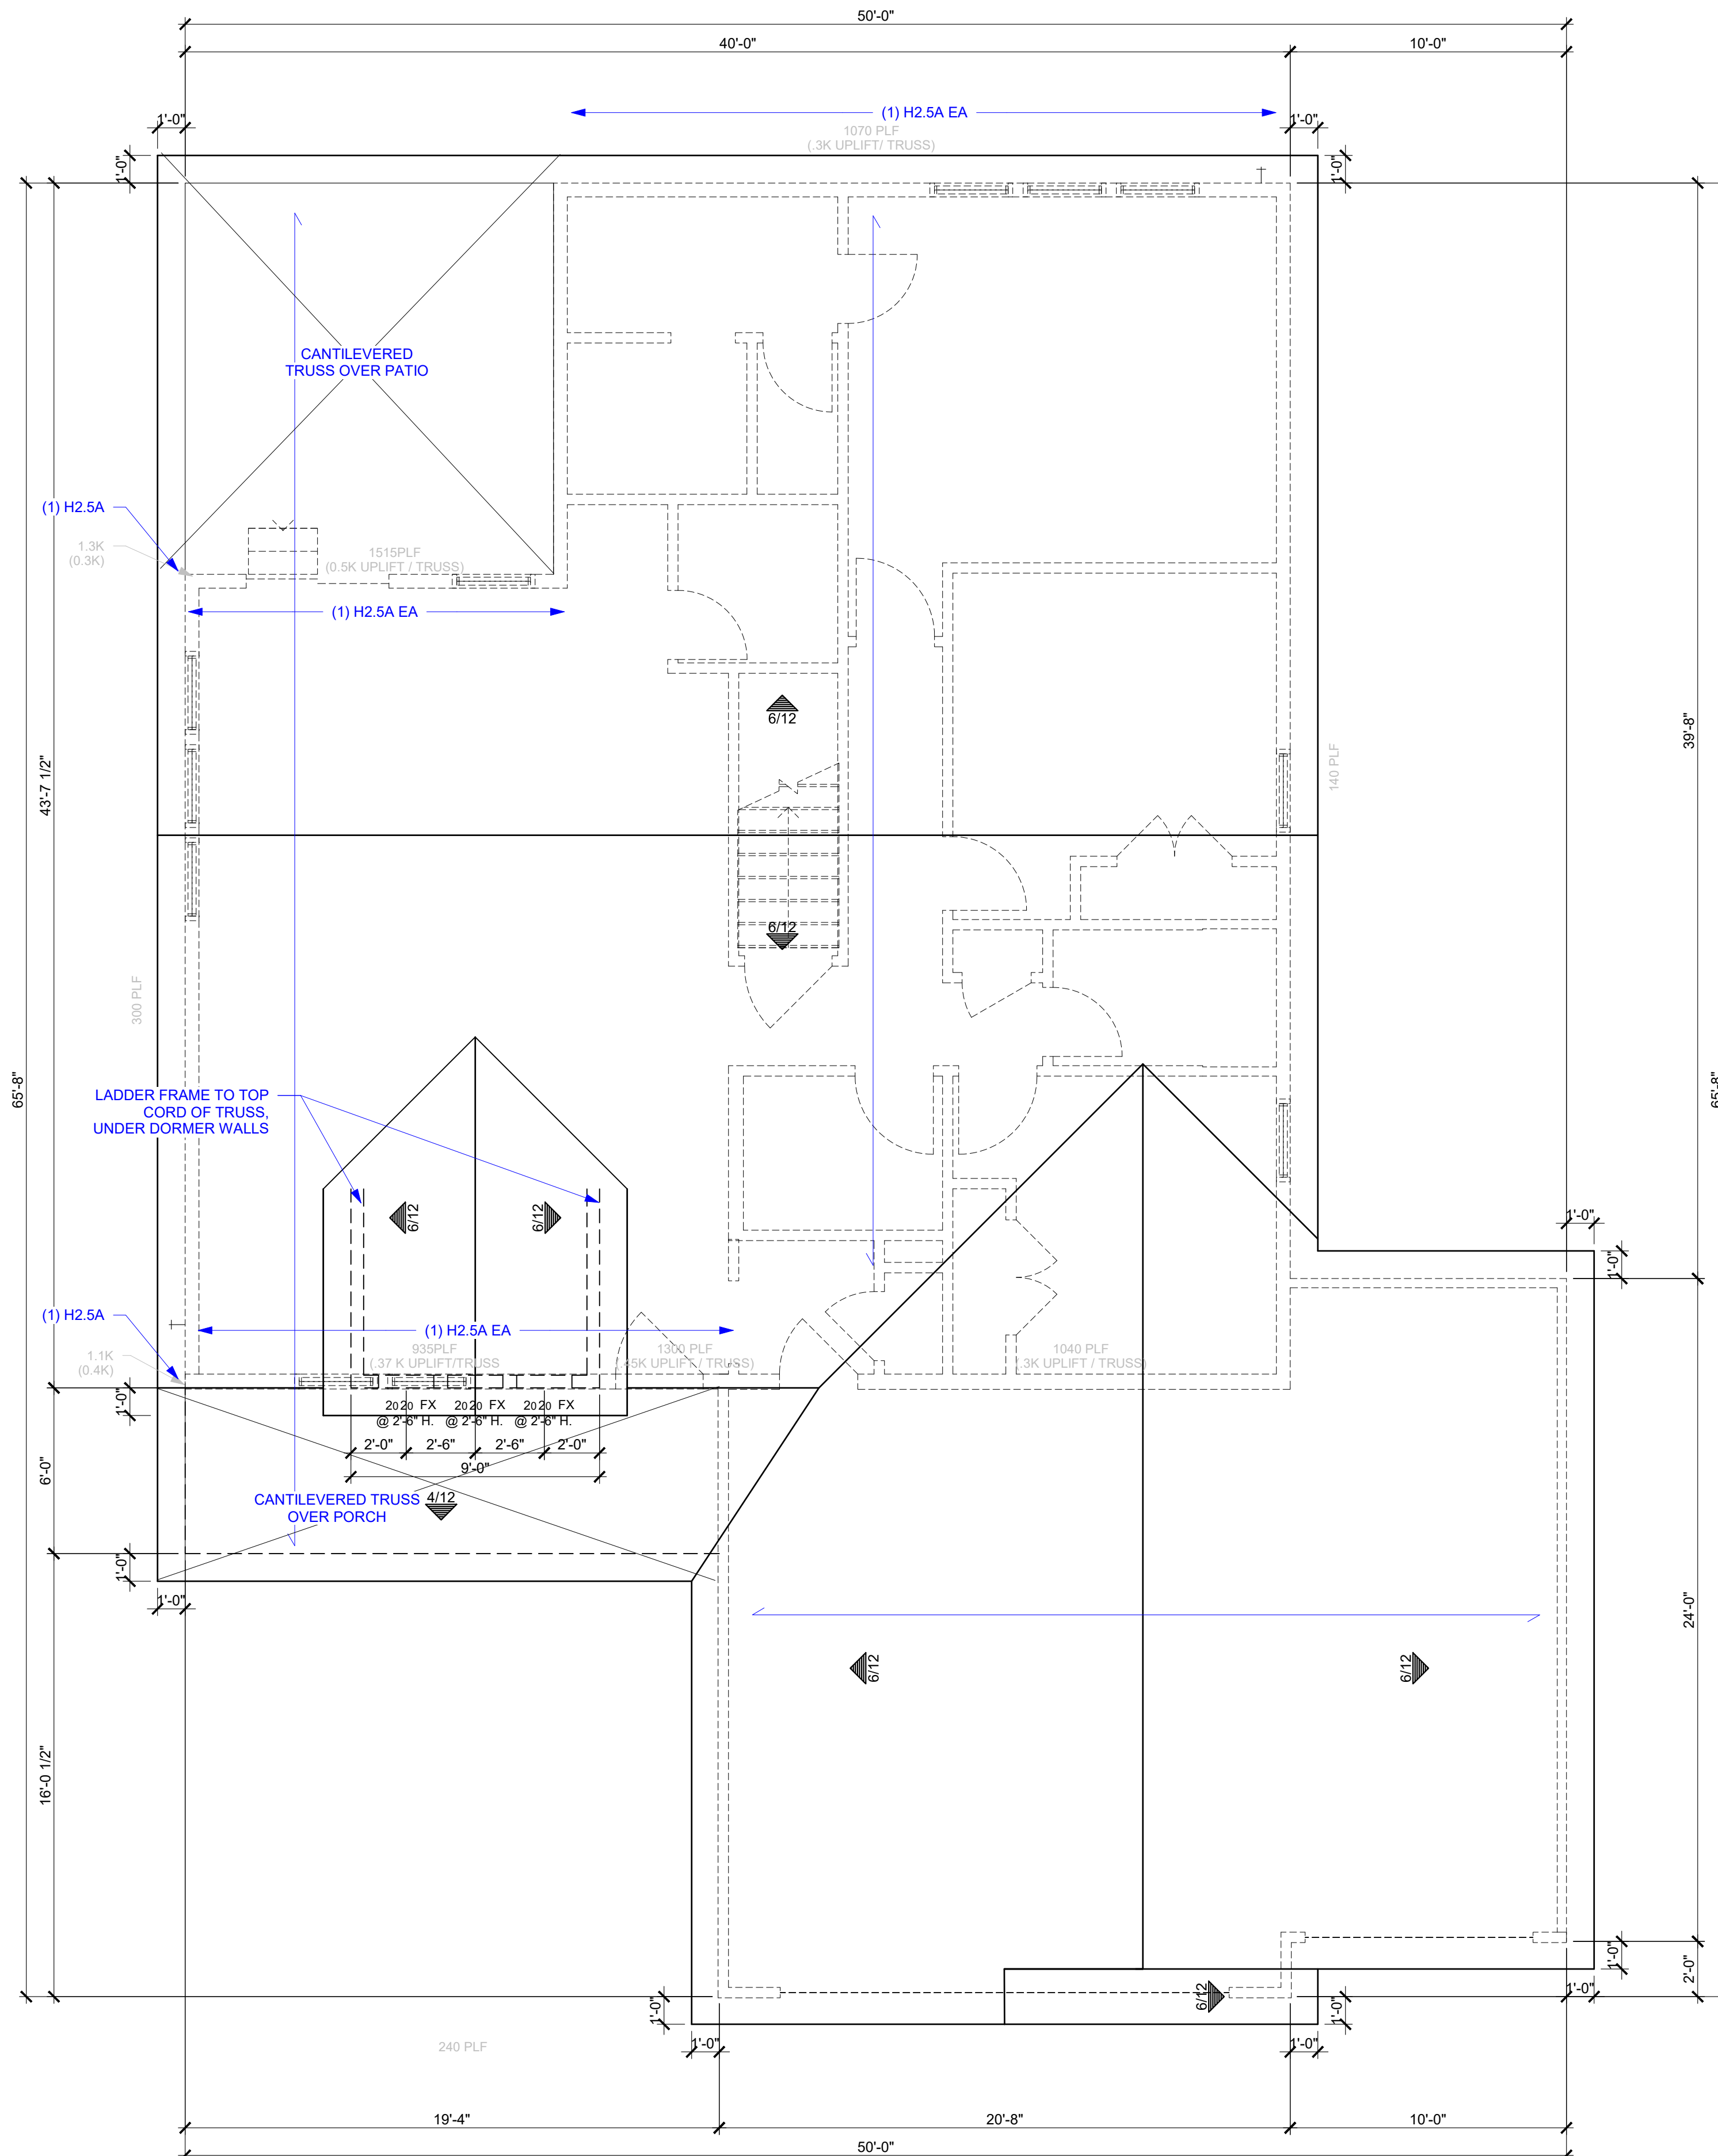 50'-0"
40'-0"
10'-0"
(1) H2.5A EA
1'-0"
1'-0"
1070 PLF
(.3K UPLIFT/ TRUSS)
1'-0"
1'-0"
CANTILEVERED
TRUSS OVER PATIO
(1) H2.5A
1.3K
(0.3K)
1515PLF
(0.5K UPLIFT / TRUSS)
(1) H2.5A EA
6/12
39'-8"
43'-7 1/2"
140 PLF
6/12
300 PLF
65'-8"
65'-8"
LADDER FRAME TO TOP
CORD OF TRUSS,
UNDER DORMER WALLS
6/12
6/12
1'-0"
1'-0"
(1) H2.5A
(1) H2.5A EA
1.1K
(0.4K)
935PLF
(.37 K UPLIFT/TRUSS
1300 PLF
.45K UPLIFT / TRUSS)
1040 PLF
.3K UPLIFT / TRUSS)
1'-0"
2020 FX
@ 2'-6" H.
2020 FX
@ 2'-6" H.
2020 FX
@ 2'-6" H.
2'-0"
2'-6"
2'-6"
2'-0"
9'-0"
6'-0"
CANTILEVERED TRUSS
OVER PORCH
4/12
1'-0"
1'-0"
24'-0"
6/12
6/12
16'-0 1/2"
1'-0"
2'-0"
1'-0"
6/12
1'-0"
1'-0"
240 PLF
1'-0"
1'-0"
19'-4"
20'-8"
10'-0"
50'-0"